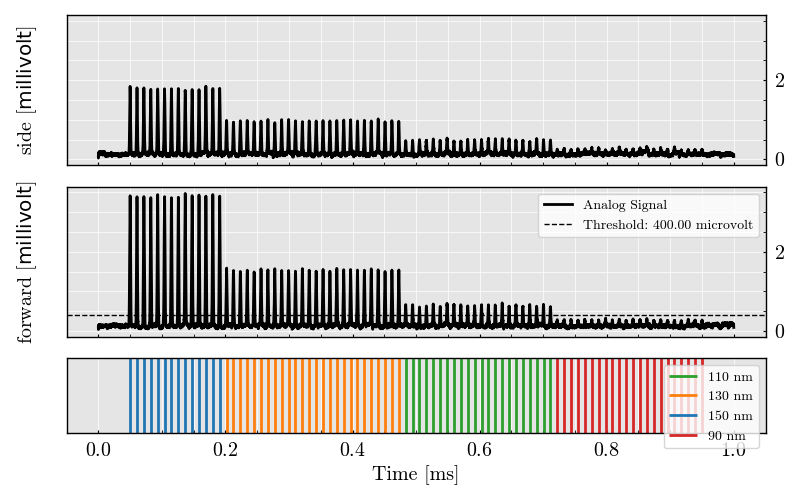 side [millivolt]
2
0
forward [millivolt]
Analog Signal
Threshold: 400.00 microvolt
2
0
110 nm
130 nm
150 nm
90 nm
0.0 0.2 0.4 0.6 0.8 1.0
Time [ms]